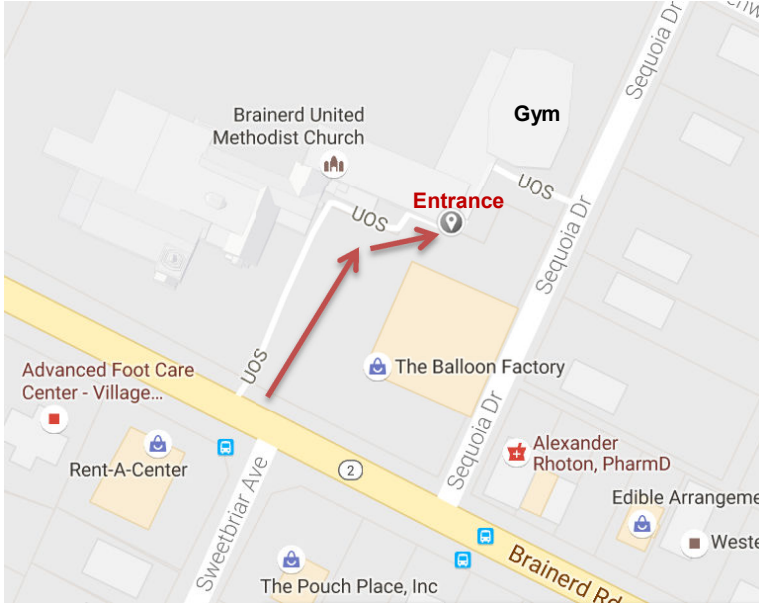 Sequoia Dr
Gym
Brainerd United
Methodist Church
UOS
Entrance
UOS
Sequoia Dr
UOS
The Balloon Factory
Advanced Foot Care
Center - Village...
Sequoia Dr
Alexander
Rhoton, PharmD
Rent-A-Center
2
Edible Arrangeme
Sweetbriar Ave
Weste
Brainerd Rd
The Pouch Place, Inc